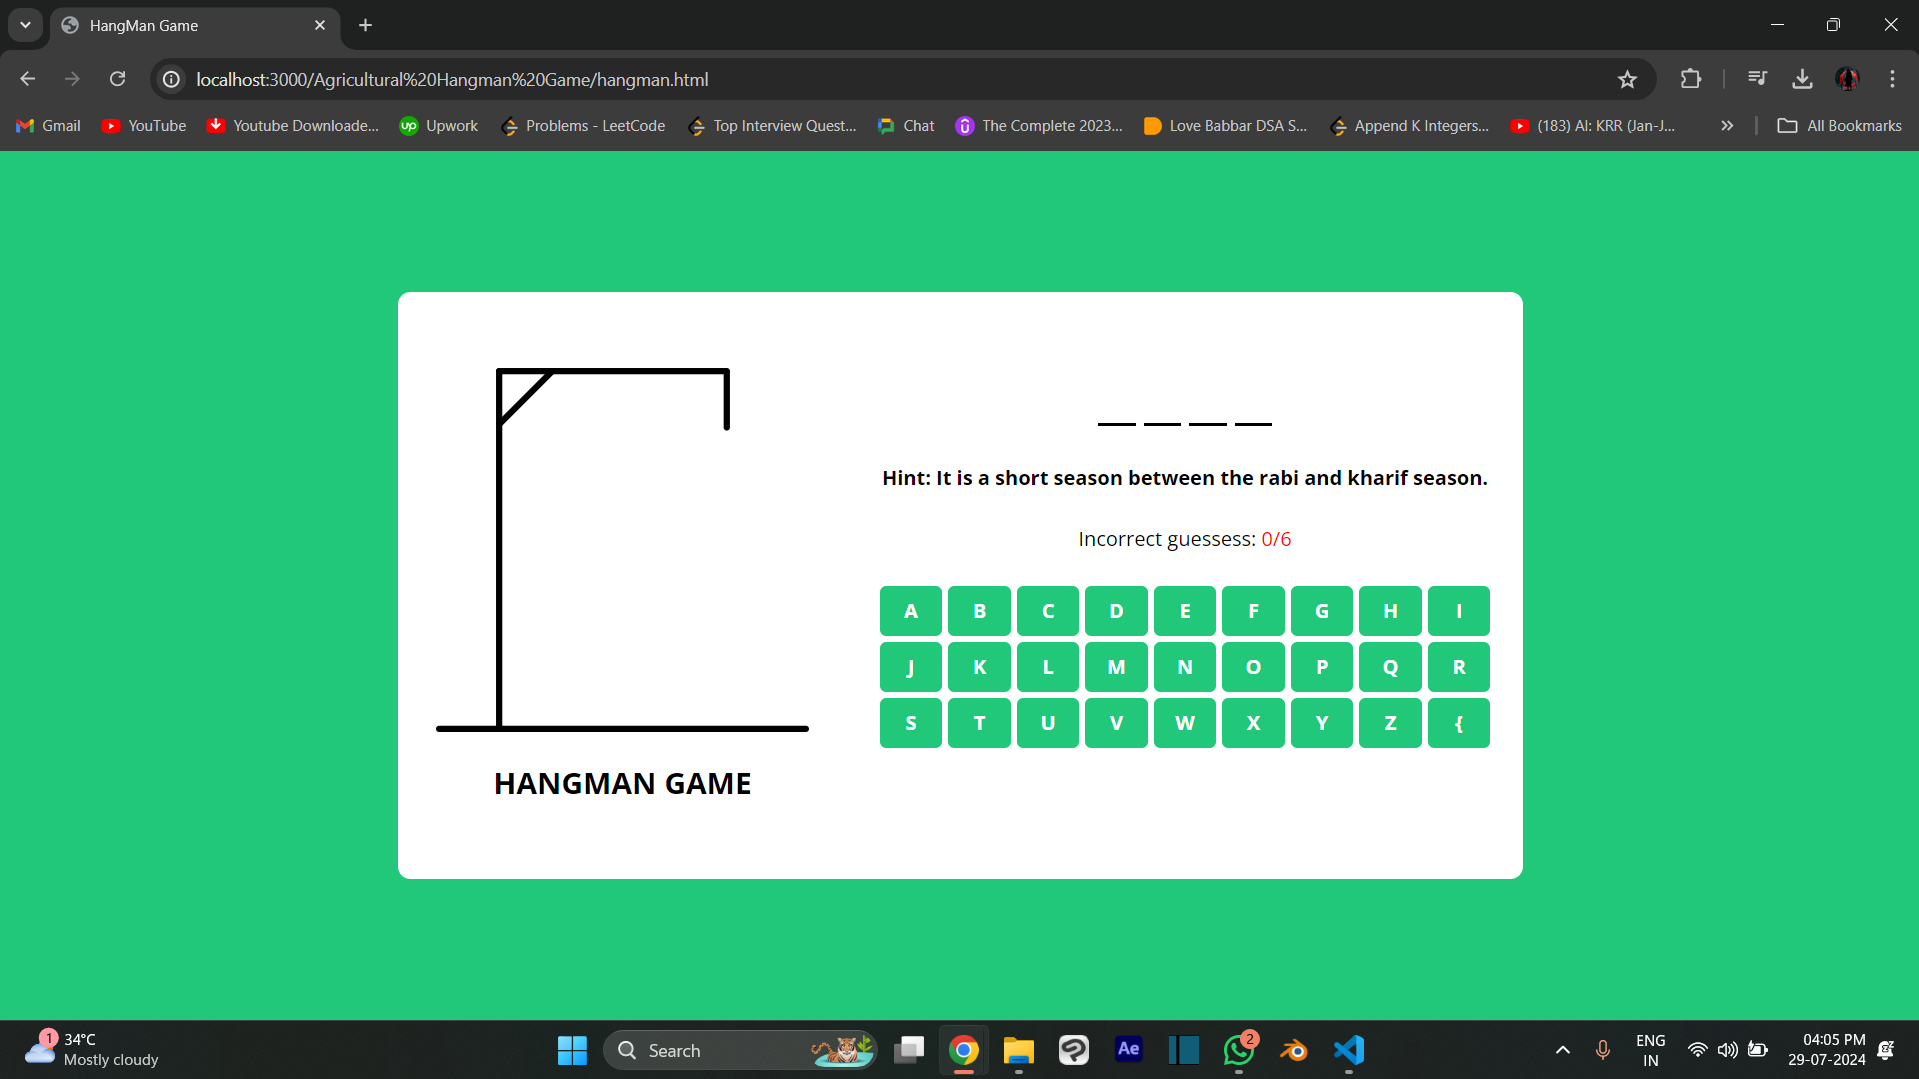 HangMan Game
localhost:3000/Agricultural%20Hangman%20Game/hangman.html
Gmail YouTube Youtube Downloade... Upwork Problems - LeetCode Top Interview Quest... Chat The Complete 2023... Love Babbar DSA S... Append K Integers... (183) AI: KRR (Jan-J... All Bookmarks
Hint: It is a short season between the rabi and kharif season.
Incorrect guessess: 0/6
A B C D E F G H I
J K L M N O P Q R
S T U V W X Y Z {
HANGMAN GAME
1 34°C
Mostly cloudy
Search
Ae
2
ENG
IN
04:05 PM
29-07-2024